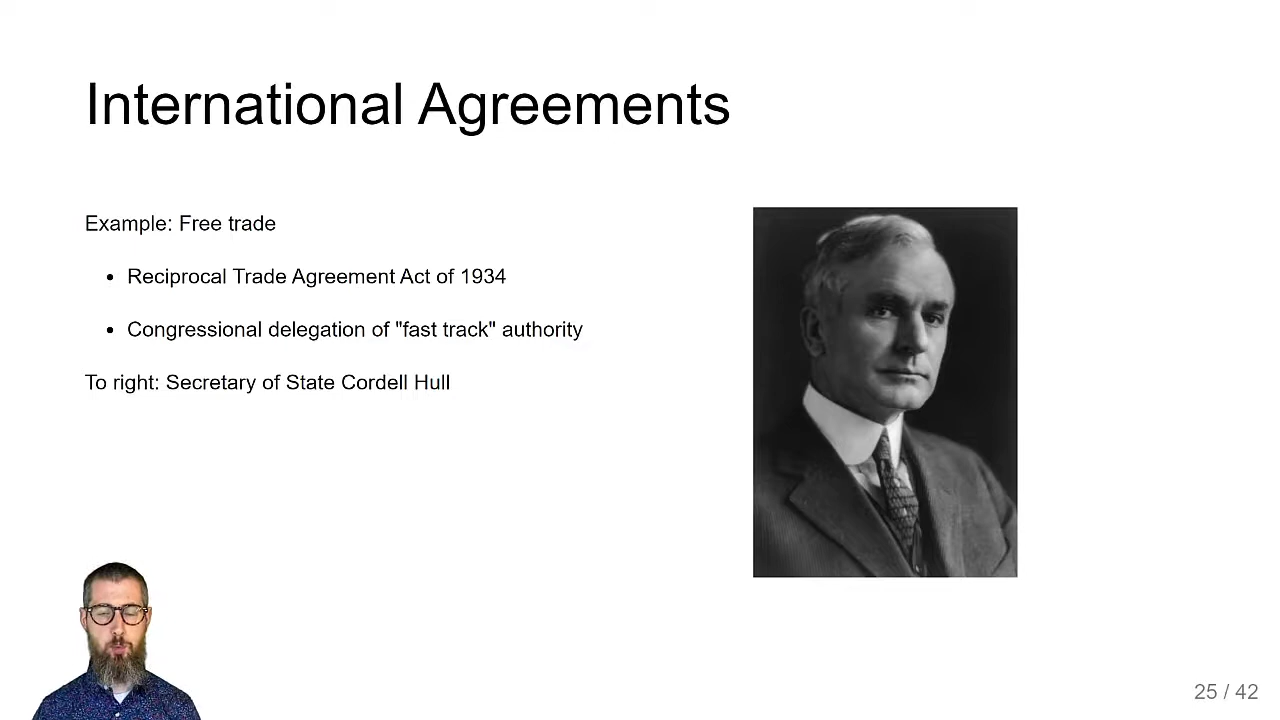 International Agreements
Example: Free trade
• Reciprocal Trade Agreement Act of 1934
• Congressional delegation of "fast track" authority
To right: Secretary of State Cordell Hull
25 / 42